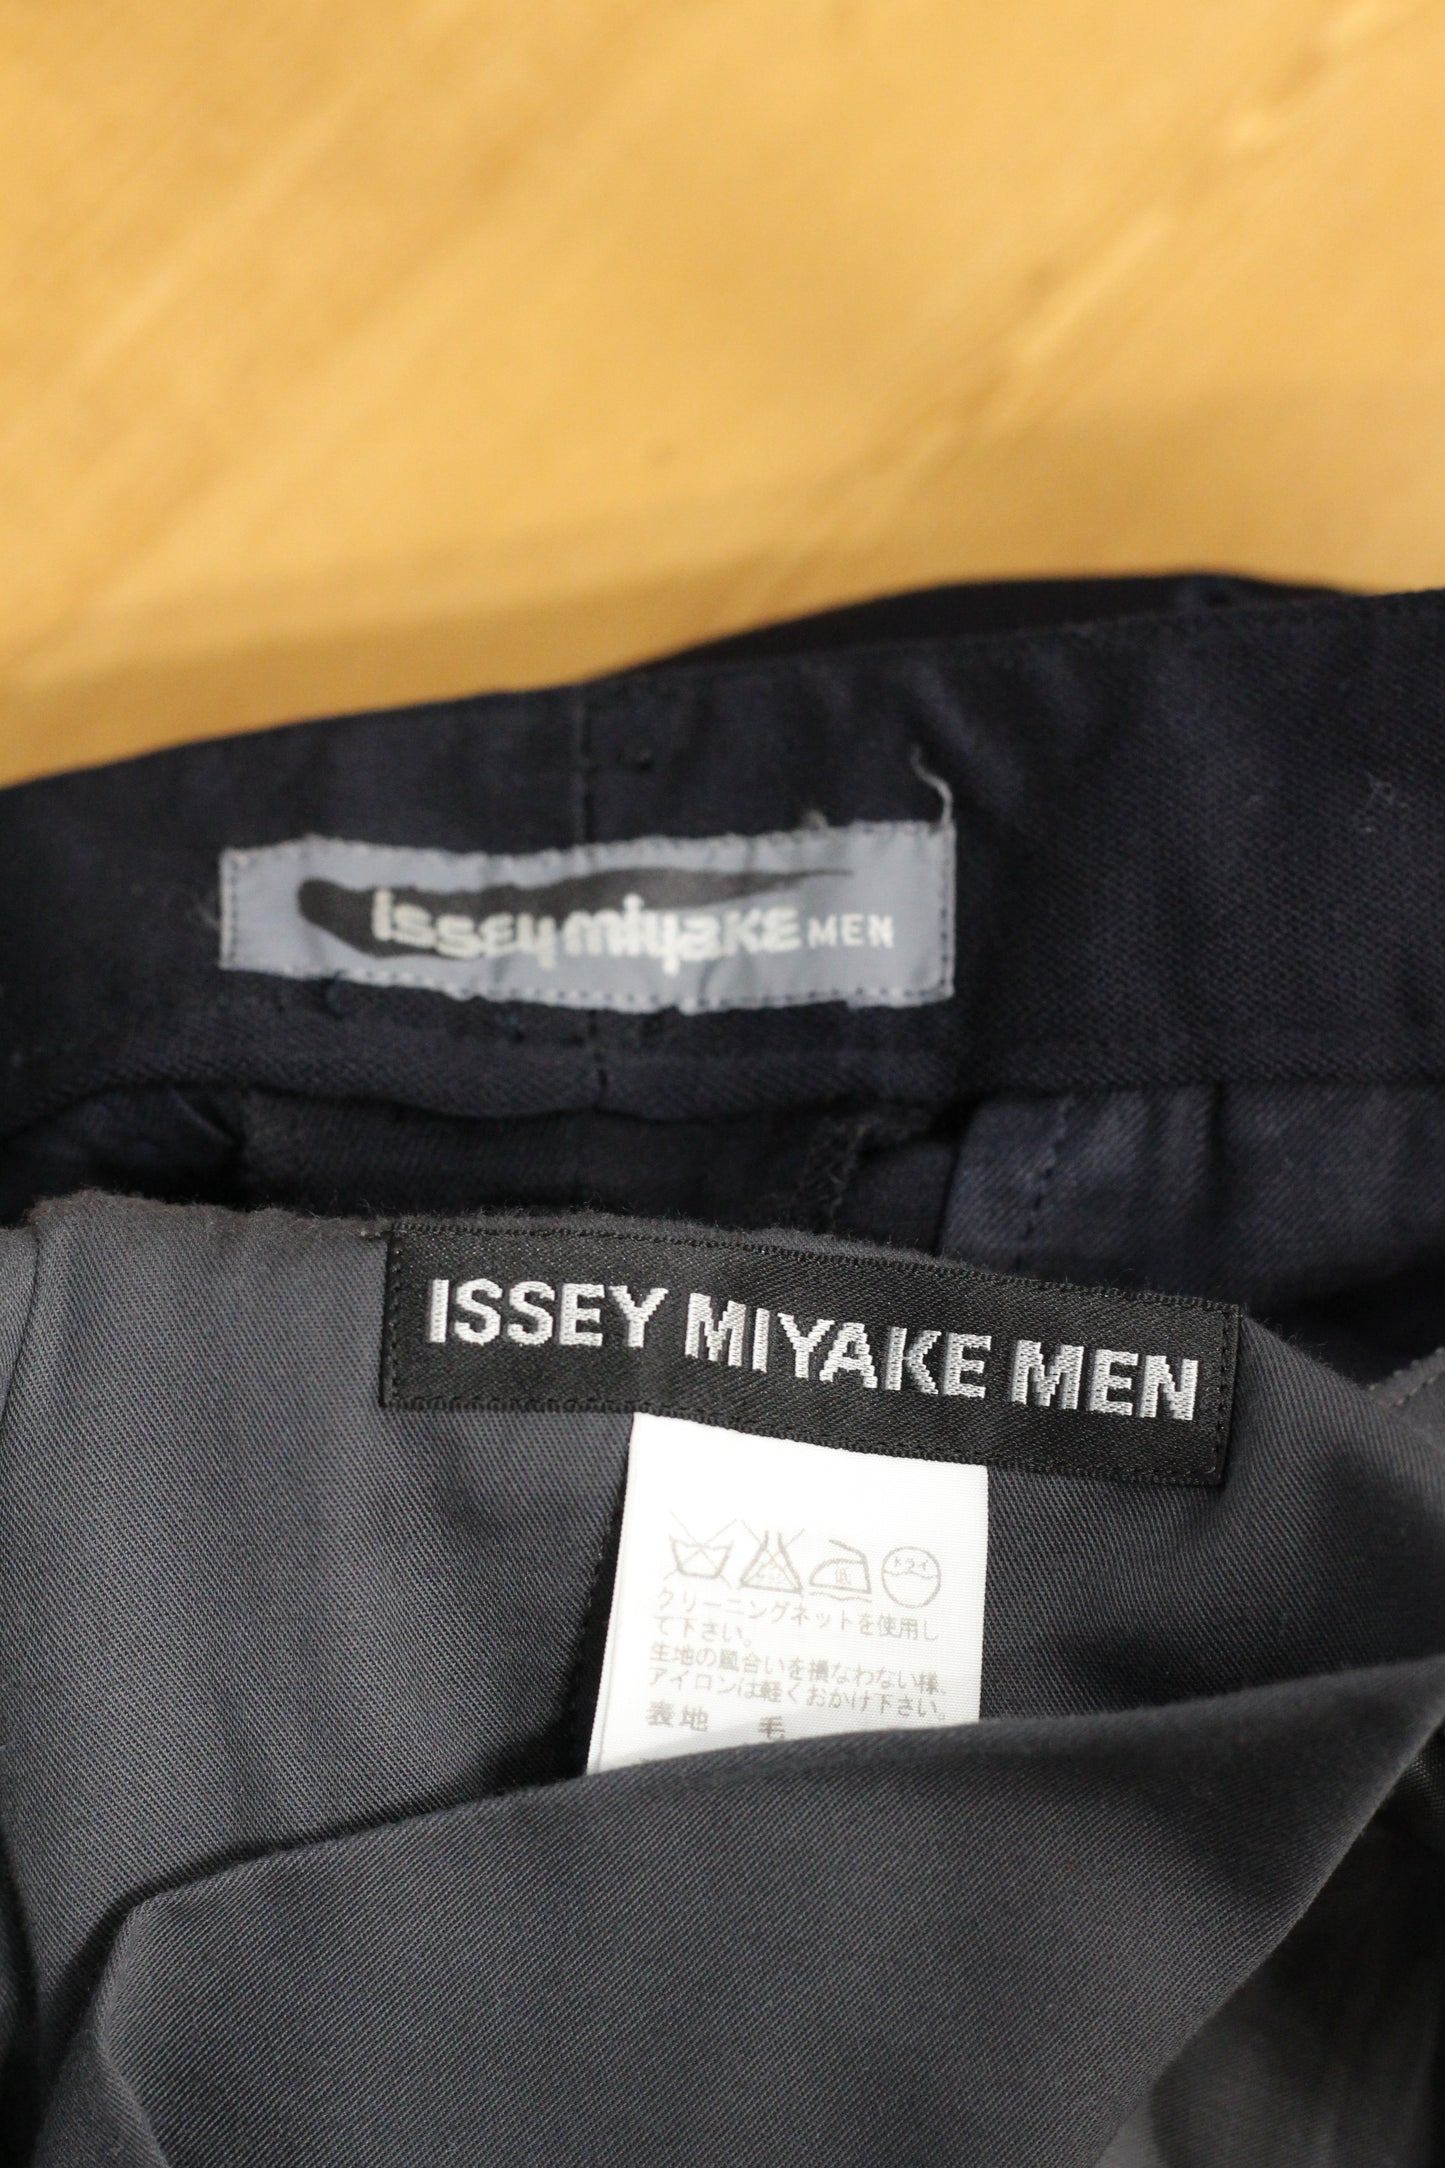 issey miyake MEN
ISSEY MIYAKE MEN
低 ドライ
クリーニングネットを使用し
て下さい。
生地の風合いを損なわない様、
アイロンは軽くおかけ下さい。
表地 毛